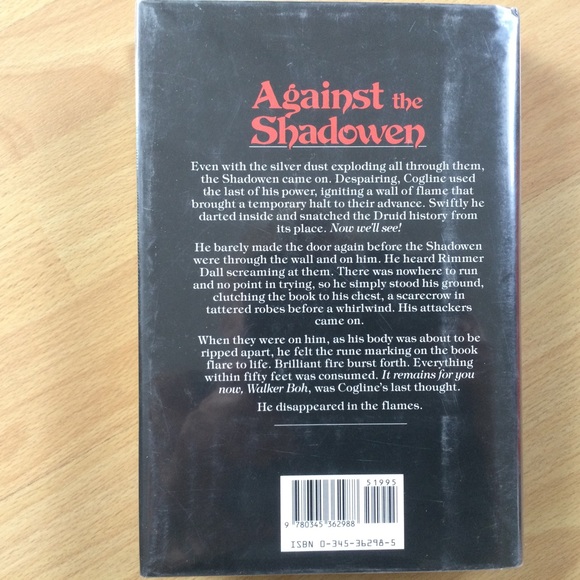 Against the
Shadowen
Even with the silver dust exploding all through them,
the Shadowen came on. Despairing, Cogline used
the last of his power, igniting a wall of flame that
brought a temporary halt to their advance. Swiftly he
darted inside and snatched the Druid history from
its place. Now we'll see!
He barely made the door again before the Shadowen
were through the wall and on him. He heard Rimmer
Dall screaming at them. There was nowhere to run
and no point in trying, so he simply stood his ground,
clutching the book to his chest, a scarecrow in
tattered robes before a whirlwind. His attackers
came on.
When they were on him, as his body was about to be
ripped apart, he felt the rune marking on the book
flare to life. Brilliant fire burst forth. Everything
within fifty feet was consumed. It remains for you
now, Walker Boh, was Cogline's last thought.
He disappeared in the flames.
51995
9 780345 362988
ISBN 0-345-36298-5